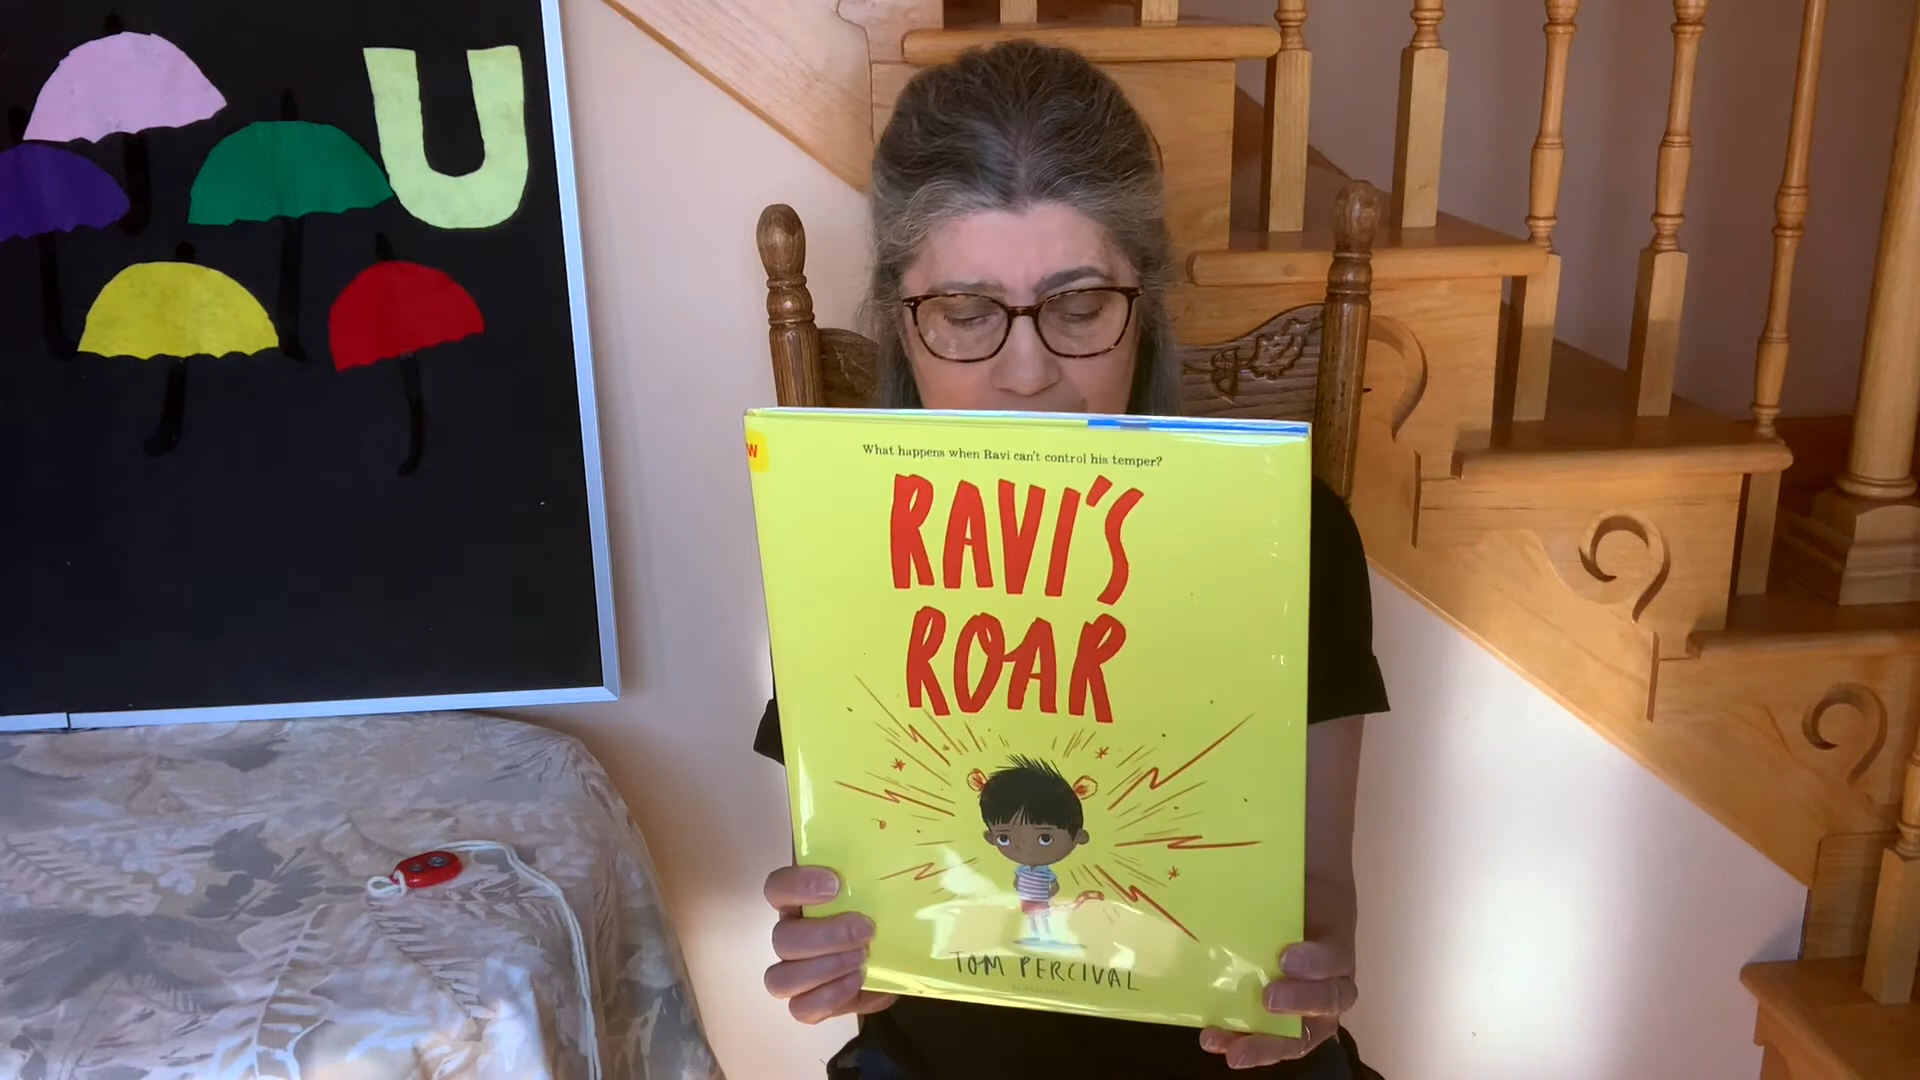 U
W
What happens when Ravi can't control his temper?
RAVI'S
ROAR
TOM PERCIVAL